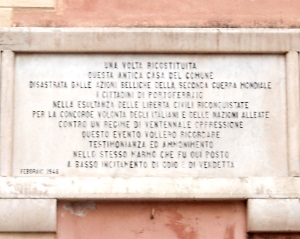 UNA VOLTA RICOSTITUITA
QUESTA ANTICA CASA DEL COMUNE
DISASTRATA DALLE AZIONI BELLICHE DELLA SECONDA GUERRA MONDIALE
I CITTADINI DI PORTOFERRAIO
NELLA ESULTANZA DELLE LIBERTA CIVILI RICONQUISTATE
PER LA CONCORDE VOLONTA DEGLI ITALIANI E DELLE NAZIONI ALLEATE
CONTRO UN REGIME DI VENTENNALE OPPRESSIONE
QUESTO EVENTO VOLLERO RICORDARE
TESTIMONIANZA ED AMMONIMENTO
NELLO STESSO MARMO CHE FU QUI POSTO
A BASSO INCITAMENTO DI ODIO E DI VENDETTA
FEBBRAIO 1948